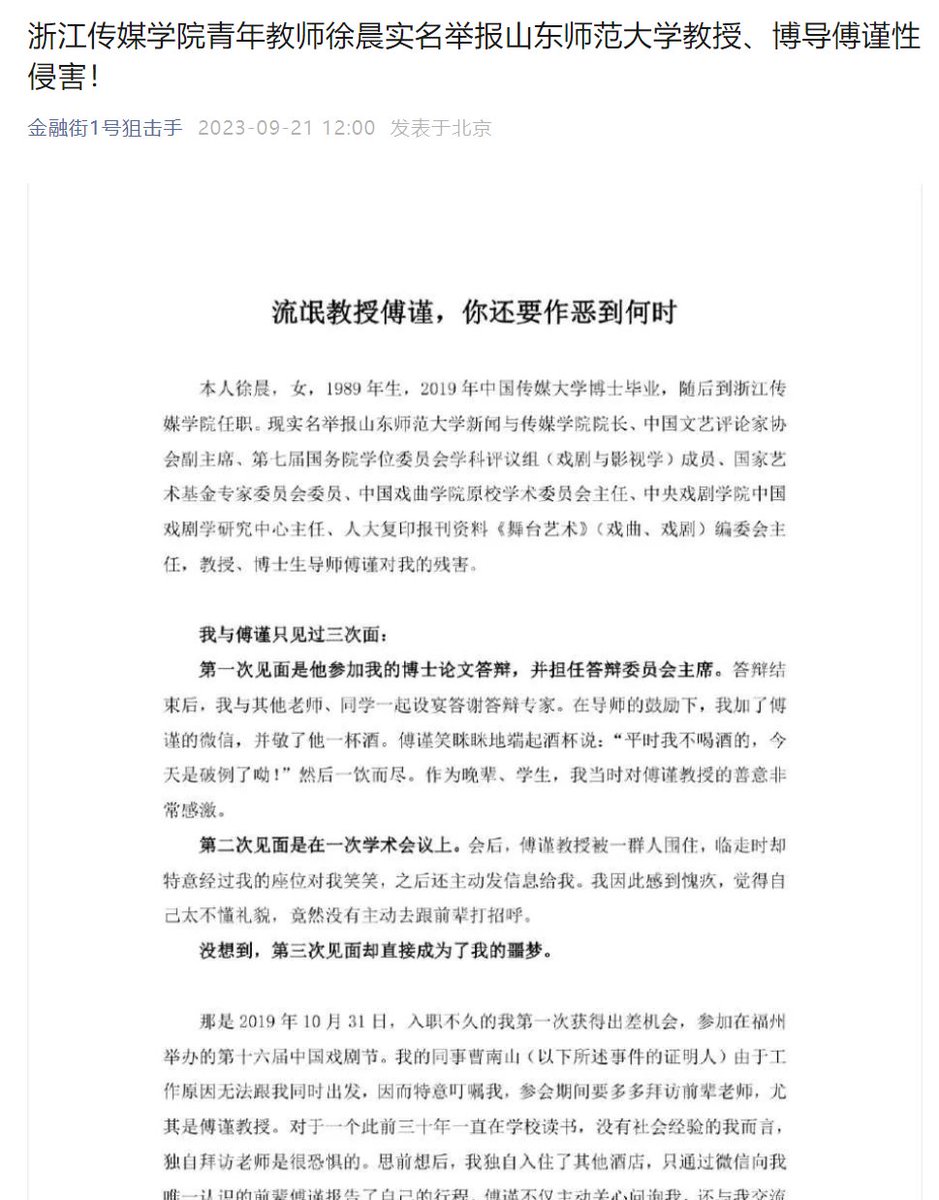 浙江传媒学院青年教师徐晨实名举报山东师范大学教授、博导傅谨性
侵害！
金融街1号狙击手 2023-09-21 12:00 发表于北京
流氓教授傅谨，你还要作恶到何时
本人徐晨，女，1989 年生，2019 年中国传媒大学博士毕业，随后到浙江传
媒学院任职。现实名举报山东师范大学新闻与传媒学院院长、中国文艺评论家协
会副主席、第七届国务院学位委员会学科评议组（戏剧与影视学）成员、国家艺
术基金专家委员会委员、中国戏曲学院原校学术委员会主任、中央戏剧学院中国
戏剧学研究中心主任、人大复印报刊资料《舞台艺术》（戏曲、戏剧）编委会主
任，教授、博士生导师傅谨对我的残害。
我与傅谨只见过三次面：
第一次见面是他参加我的博士论文答辩，并担任答辩委员会主席。答辩结
束后，我与其他老师、同学一起设宴答谢答辩专家。在导师的鼓励下，我加了傅
谨的微信，并敬了他一杯酒。傅谨笑眯眯地端起酒杯说：“平时我不喝酒的，今
天是破例了呦！”然后一饮而尽。作为晚辈、学生，我当时对傅谨教授的善意非
常感激。
第二次见面是在一次学术会议上。会后，傅谨教授被一群人围住，临走时却
特意经过我的座位对我笑笑，之后还主动发信息给我。我因此感到愧疚，觉得自
己太不懂礼貌，竟然没有主动去跟前辈打招呼。
没想到，第三次见面却直接成为了我的噩梦。
那是 2019 年 10 月 31 日，入职不久的我第一次获得出差机会，参加在福州
举办的第十六届中国戏剧节。我的同事曹南山（以下所述事件的证明人）由于工
作原因无法跟我同时出发，因而特意叮嘱我，参会期间要多多拜访前辈老师，尤
其是傅谨教授。对于一个此前三十年一直在学校读书，没有社会经验的我而言，
独自拜访老师是很恐惧的。思前想后，我独自入住了其他酒店，只通过微信向我
唯一认识的前辈傅谨报告了自己的行程。傅谨不仅主动关心问询我，还与我交流